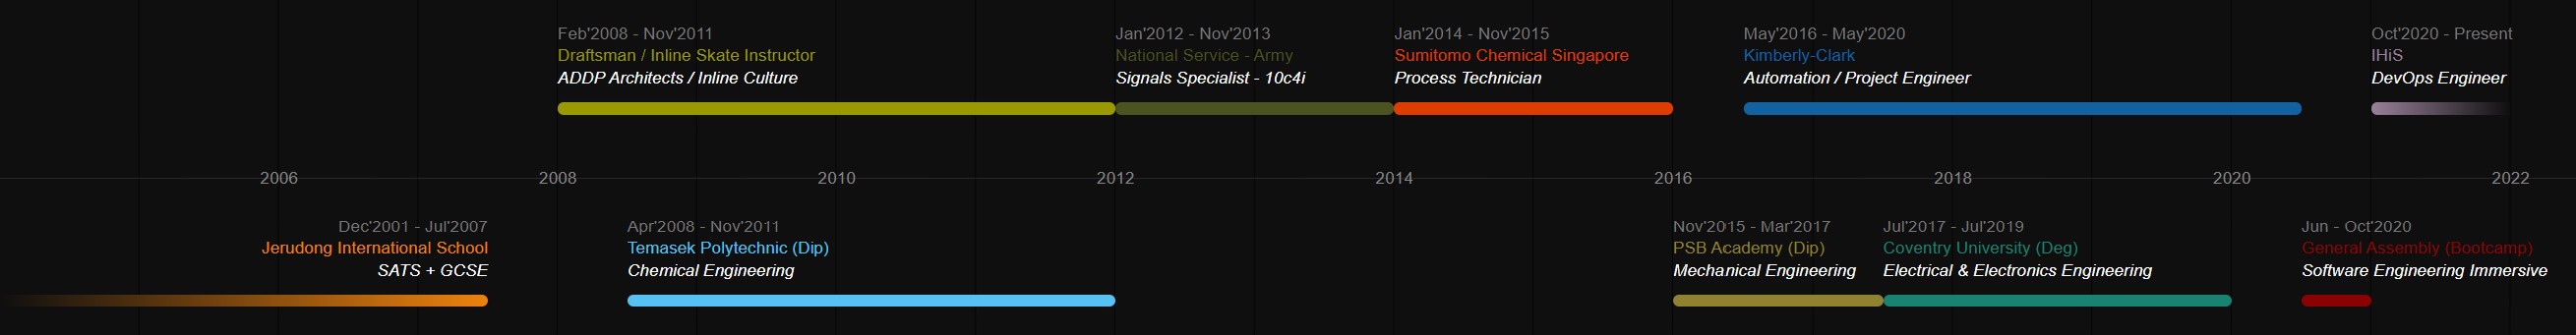 Feb'2008 - Nov'2011
Draftsman / Inline Skate Instructor
ADDP Architects / Inline Culture
Jan'2012 - Nov'2013
National Service - Army
Signals Specialist - 10c4i
Jan'2014 - Nov'2015
Sumitomo Chemical Singapore
Process Technician
May'2016 - May'2020
Kimberly-Clark
Automation / Project Engineer
Oct'2020 - Present
IHiS
DevOps Engineer
2006 2008 2010 2012 2014 2016 2018 2020 2022
Dec'2001 - Jul'2007
Jerudong International School
SATS + GCSE
Apr'2008 - Nov'2011
Temasek Polytechnic (Dip)
Chemical Engineering
Nov'2015 - Mar'2017
PSB Academy (Dip)
Mechanical Engineering
Jul'2017 - Jul'2019
Coventry University (Deg)
Electrical & Electronics Engineering
Jun - Oct'2020
General Assembly (Bootcamp)
Software Engineering Immersive